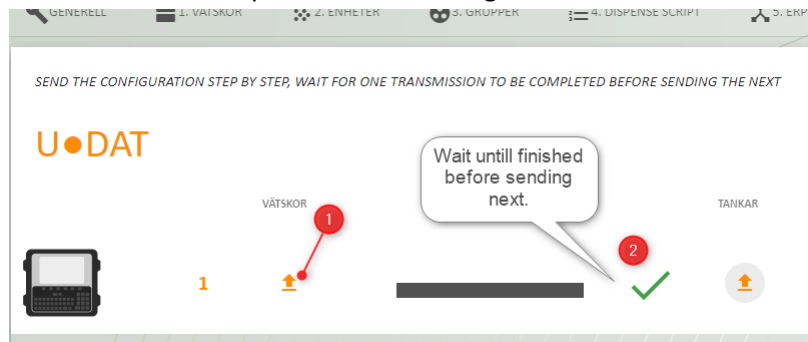 GENERELL 1. VÄTSKOR 2. ENHETER 3. GRUPPER 4. DISPENSE SCRIPT 5. ERP
SEND THE CONFIGURATION STEP BY STEP, WAIT FOR ONE TRANSMISSION TO BE COMPLETED BEFORE SENDING THE NEXT
U●DAT
Wait untill finished
before sending
next.
VÄTSKOR
1
TANKAR
2
1